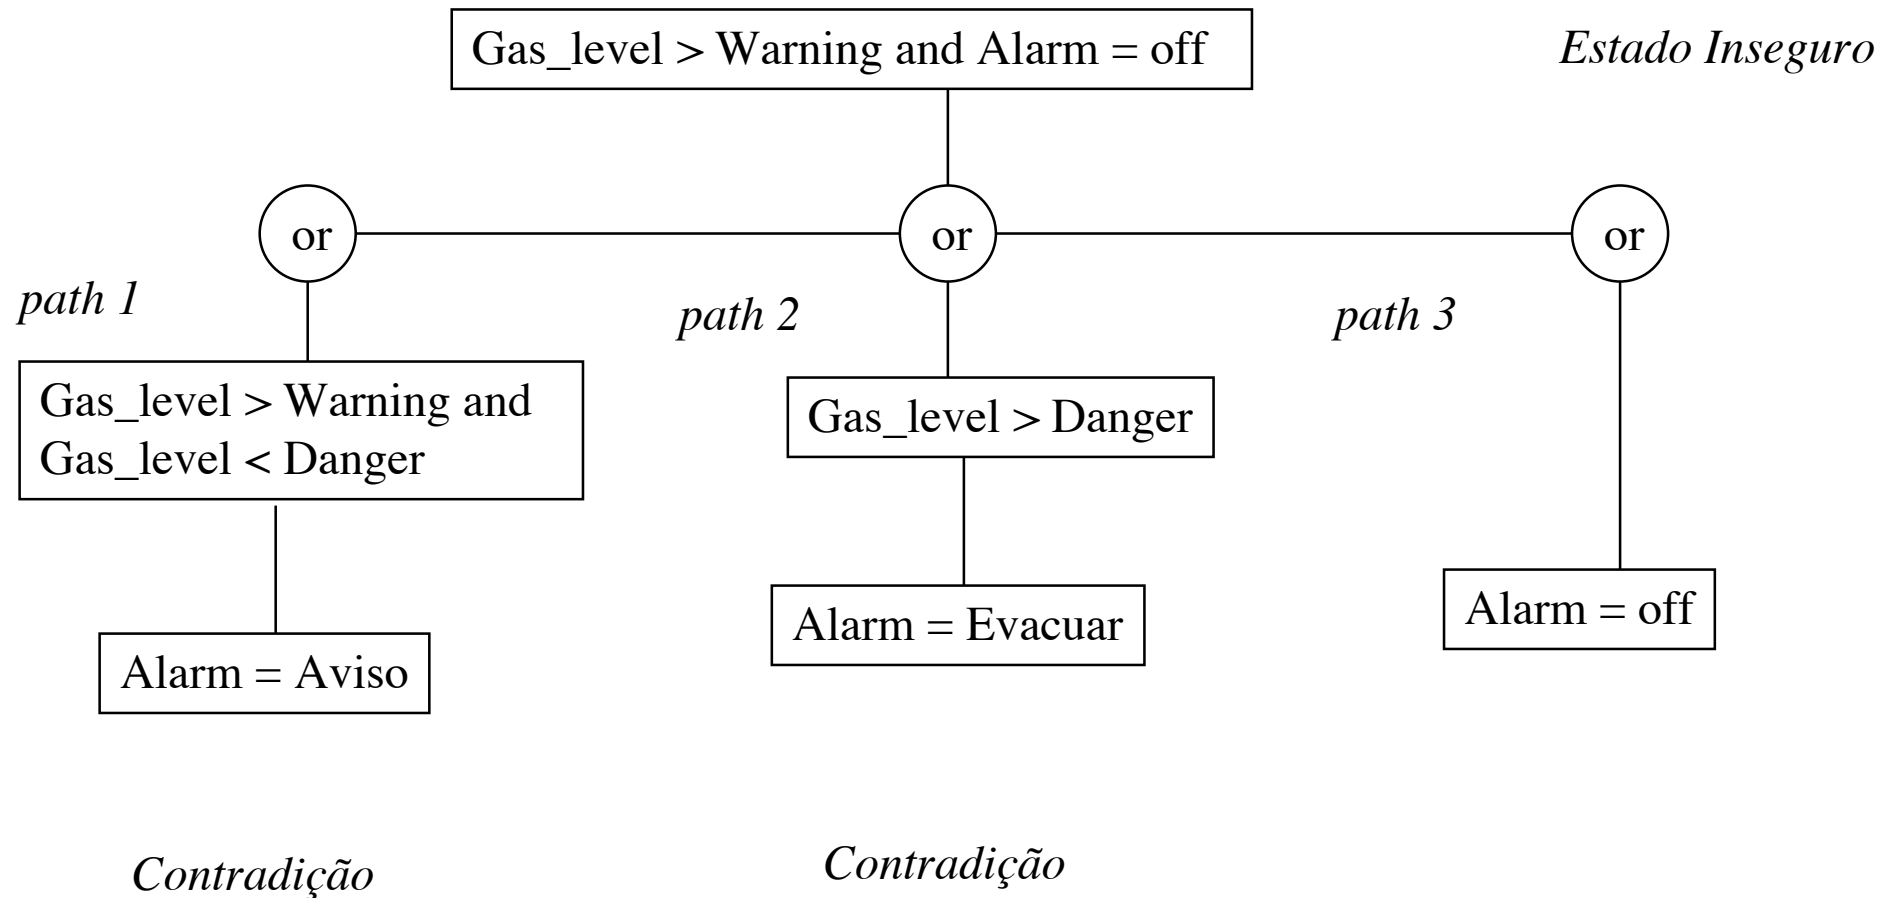 Gas_level > Warning and Alarm = off
Estado Inseguro
or
or
or
path 1
path 2
path 3
Gas_level > Warning and
Gas_level < Danger
Gas_level > Danger
Alarm = Aviso
Alarm = Evacuar
Alarm = off
Contradição
Contradição